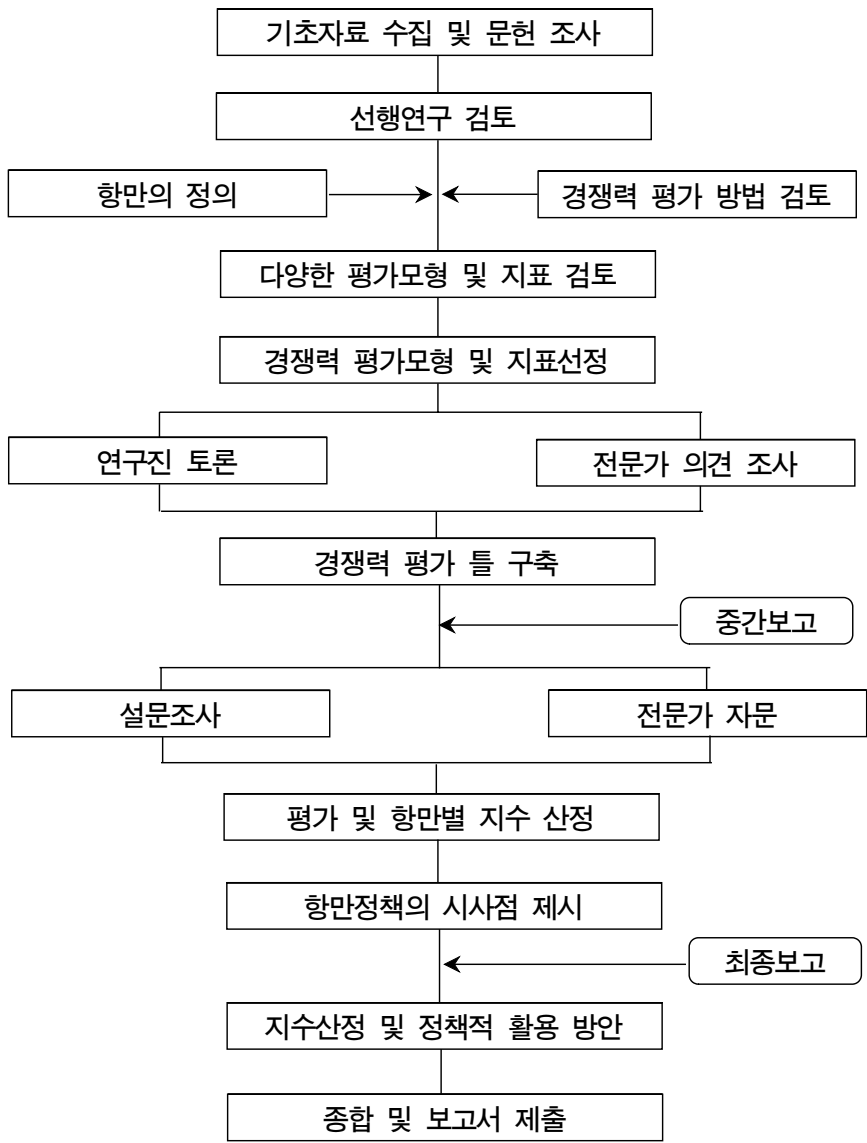 기초자료 수집 및 문헌 조사
선행연구 검토
항만의 정의
경쟁력 평가 방법 검토
다양한 평가모형 및 지표 검토
경쟁력 평가모형 및 지표선정
연구진 토론
전문가 의견 조사
경쟁력 평가 틀 구축
중간보고
설문조사
전문가 자문
평가 및 항만별 지수 산정
항만정책의 시사점 제시
최종보고
지수산정 및 정책적 활용 방안
종합 및 보고서 제출